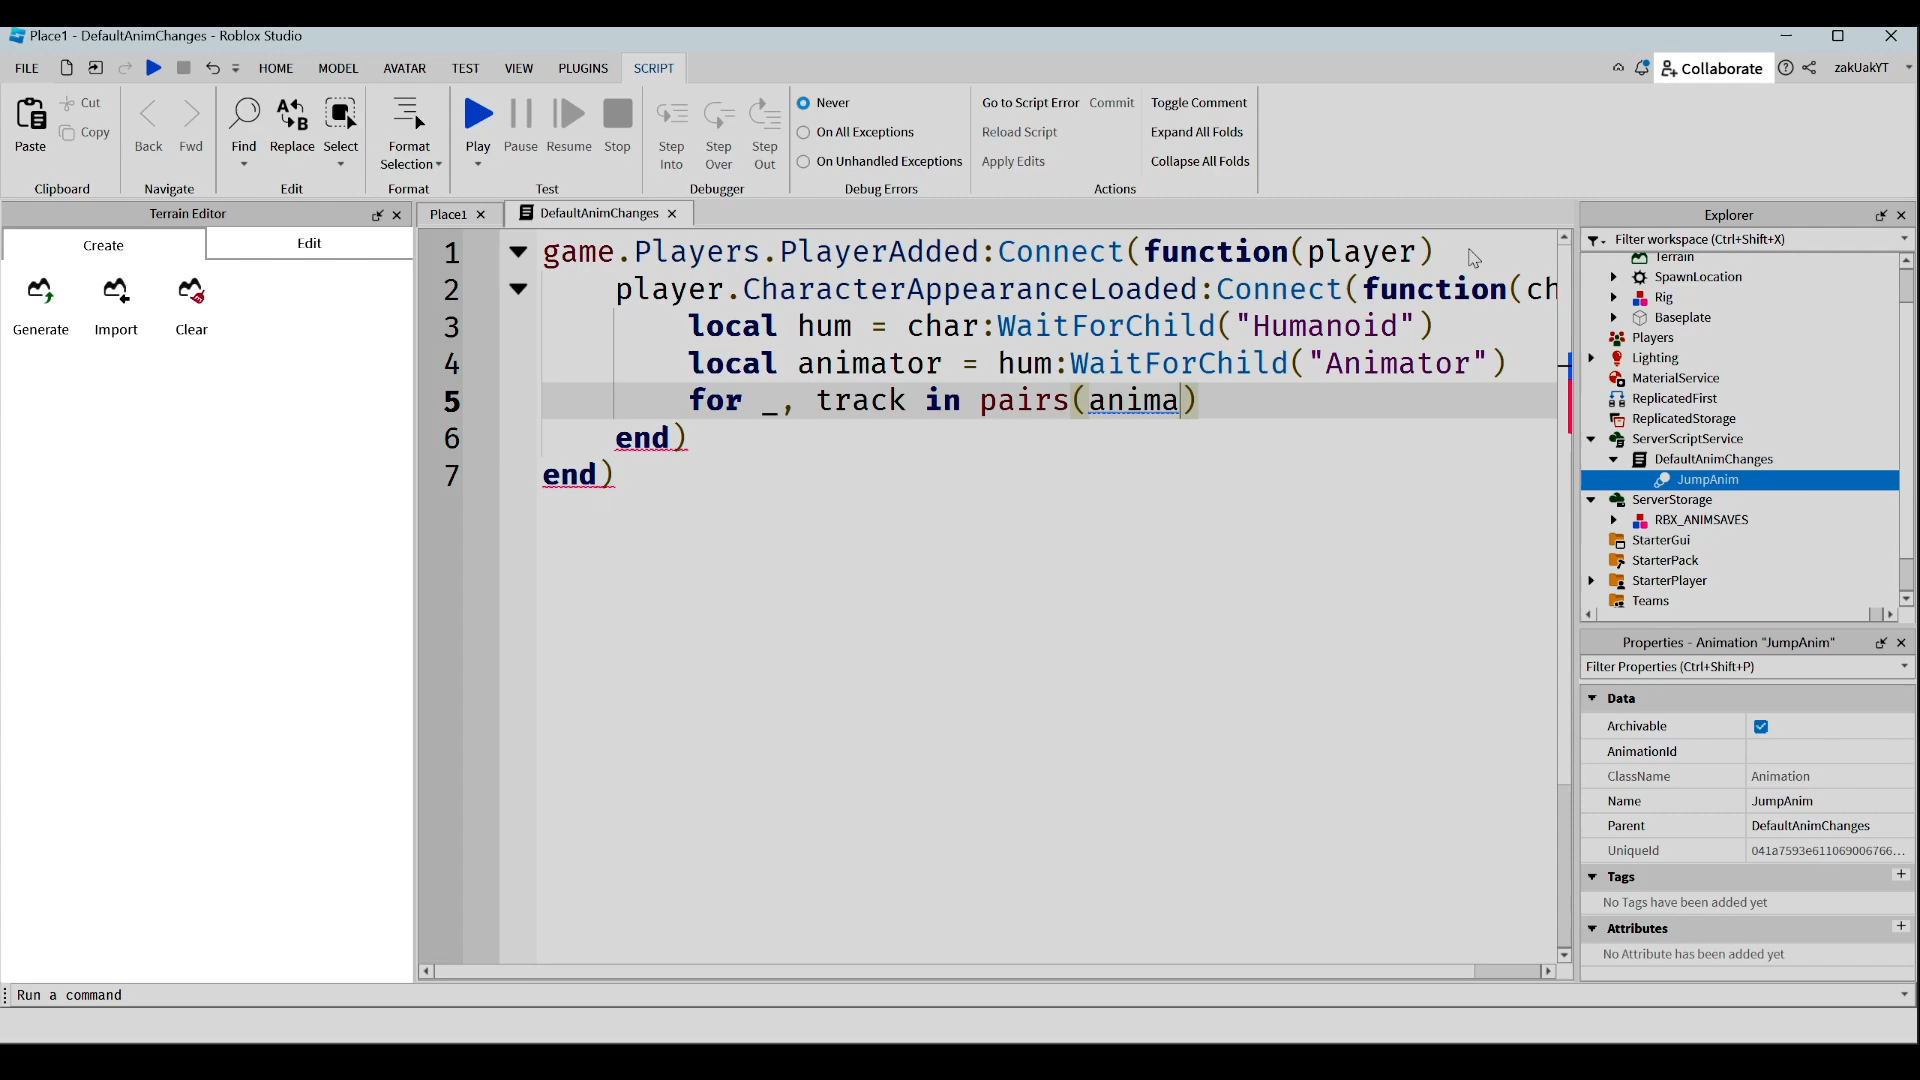 Place1 - DefaultAnimChanges - Roblox Studio
FILE HOME MODEL AVATAR TEST VIEW PLUGINS SCRIPT Collaborate zakUakYT
Paste Cut Copy Clipboard
Back Fwd Navigate
Find Replace Select Edit
Format Selection Format
Play Pause Resume Stop Test
Step Into Step Over Step Out Debugger
Never
On All Exceptions
On Unhandled Exceptions
Debug Errors
Go to Script Error Commit Toggle Comment
Reload Script Expand All Folds
Apply Edits Collapse All Folds
Actions
Terrain Editor
Create Edit
Generate Import Clear
Place1 DefaultAnimChanges
1 game.Players.PlayerAdded:Connect(function(player)
2 player.CharacterAppearanceLoaded:Connect(function(ch
3 local hum = char:WaitForChild("Humanoid")
4 local animator = hum:WaitForChild("Animator")
5 for _, track in pairs(anima)
6 end)
7 end)
Explorer
Filter workspace (Ctrl+Shift+X)
Terrain
SpawnLocation
Rig
Baseplate
Players
Lighting
MaterialService
ReplicatedFirst
ReplicatedStorage
ServerScriptService
DefaultAnimChanges
JumpAnim
ServerStorage
RBX_ANIMSAVES
StarterGui
StarterPack
StarterPlayer
Teams
Properties - Animation "JumpAnim"
Filter Properties (Ctrl+Shift+P)
Data
Archivable
AnimationId
ClassName Animation
Name JumpAnim
Parent DefaultAnimChanges
UniqueId 041a7593e611069006766...
Tags
No Tags have been added yet
Attributes
No Attribute has been added yet
Run a command